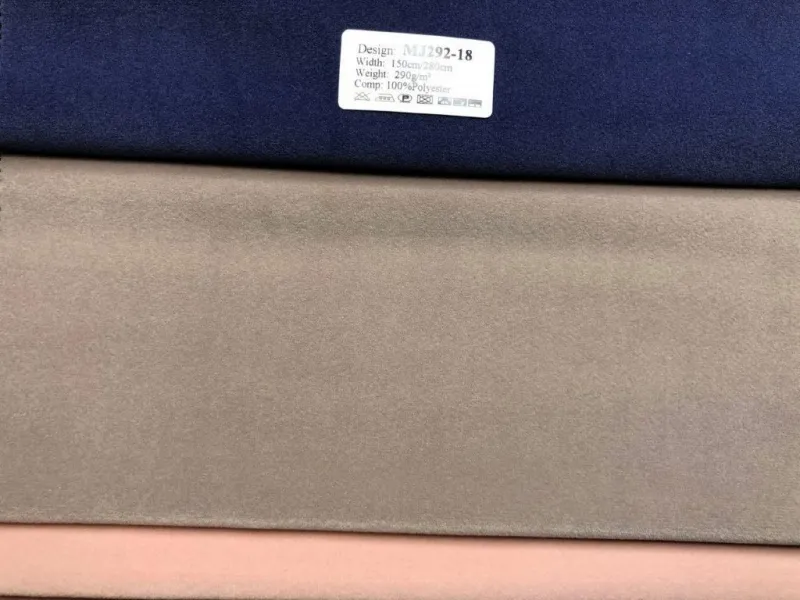 Design: MJ292-18
Width: 150cm/280cm
Weight: 290g/m²
Comp: 100%Polyester